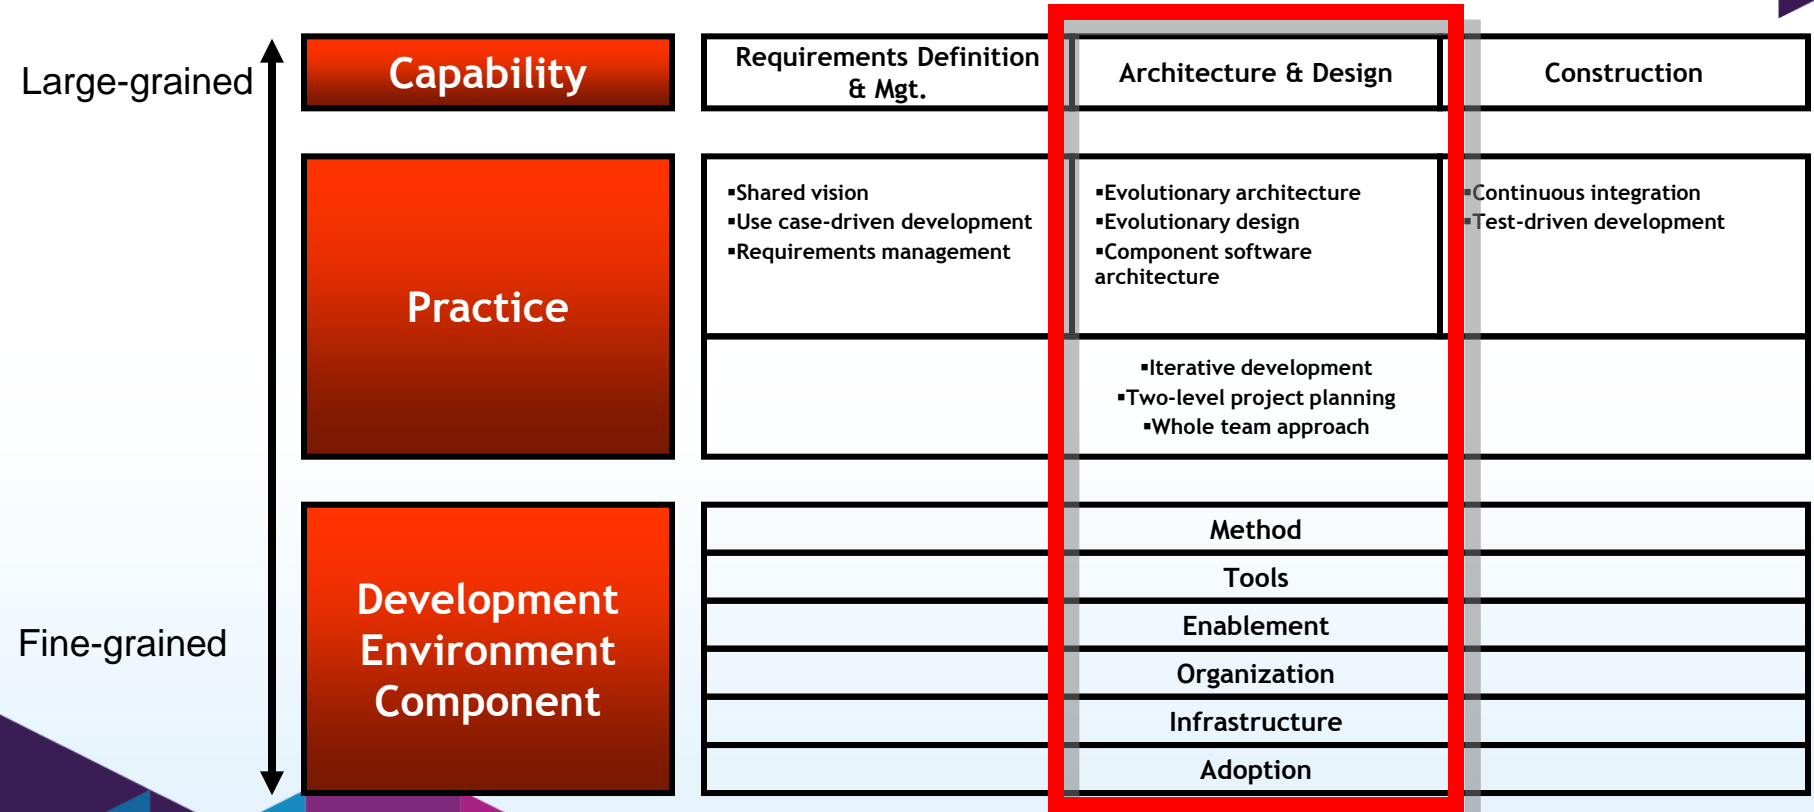 Large-grained
Capability
Requirements Definition
& Mgt.
Architecture & Design
Construction
Practice
▪Shared vision
▪Use case-driven development
▪Requirements management
▪Evolutionary architecture
▪Evolutionary design
▪Component software
architecture
▪Continuous integration
▪Test-driven development
▪Iterative development
▪Two-level project planning
▪Whole team approach
Fine-grained
Development
Environment
Component
Method
Tools
Enablement
Organization
Infrastructure
Adoption